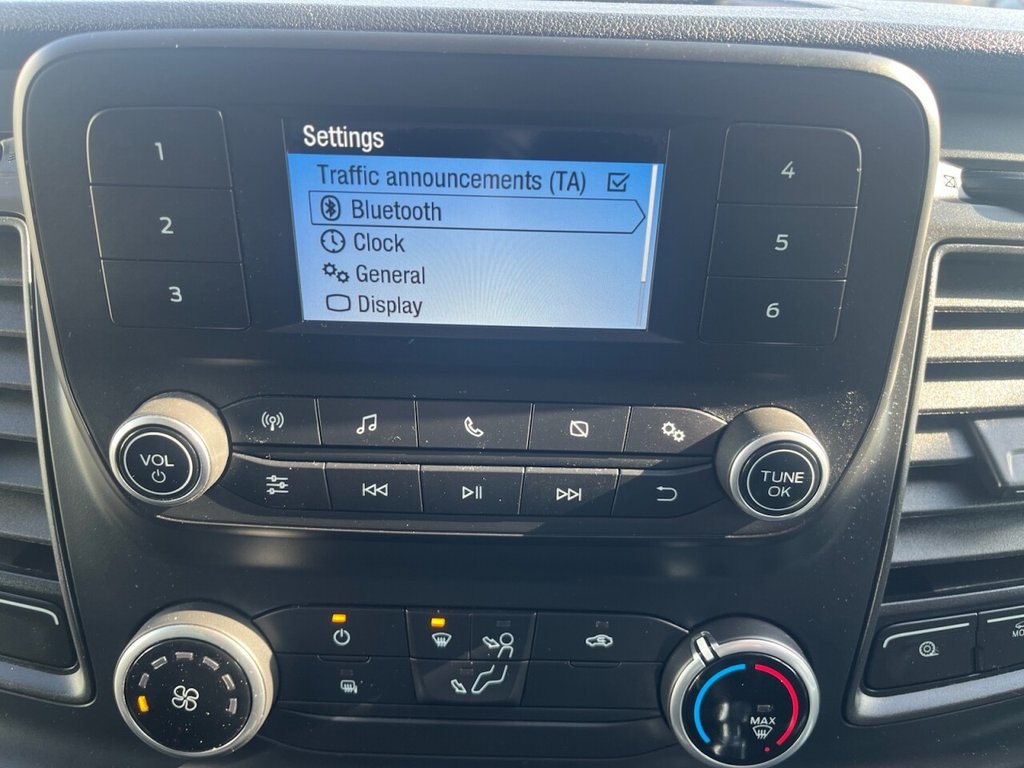 Settings
Traffic announcements (TA)
Bluetooth
Clock
General
Display
1
2
3
4
5
6
VOL
TUNE
OK
MAX